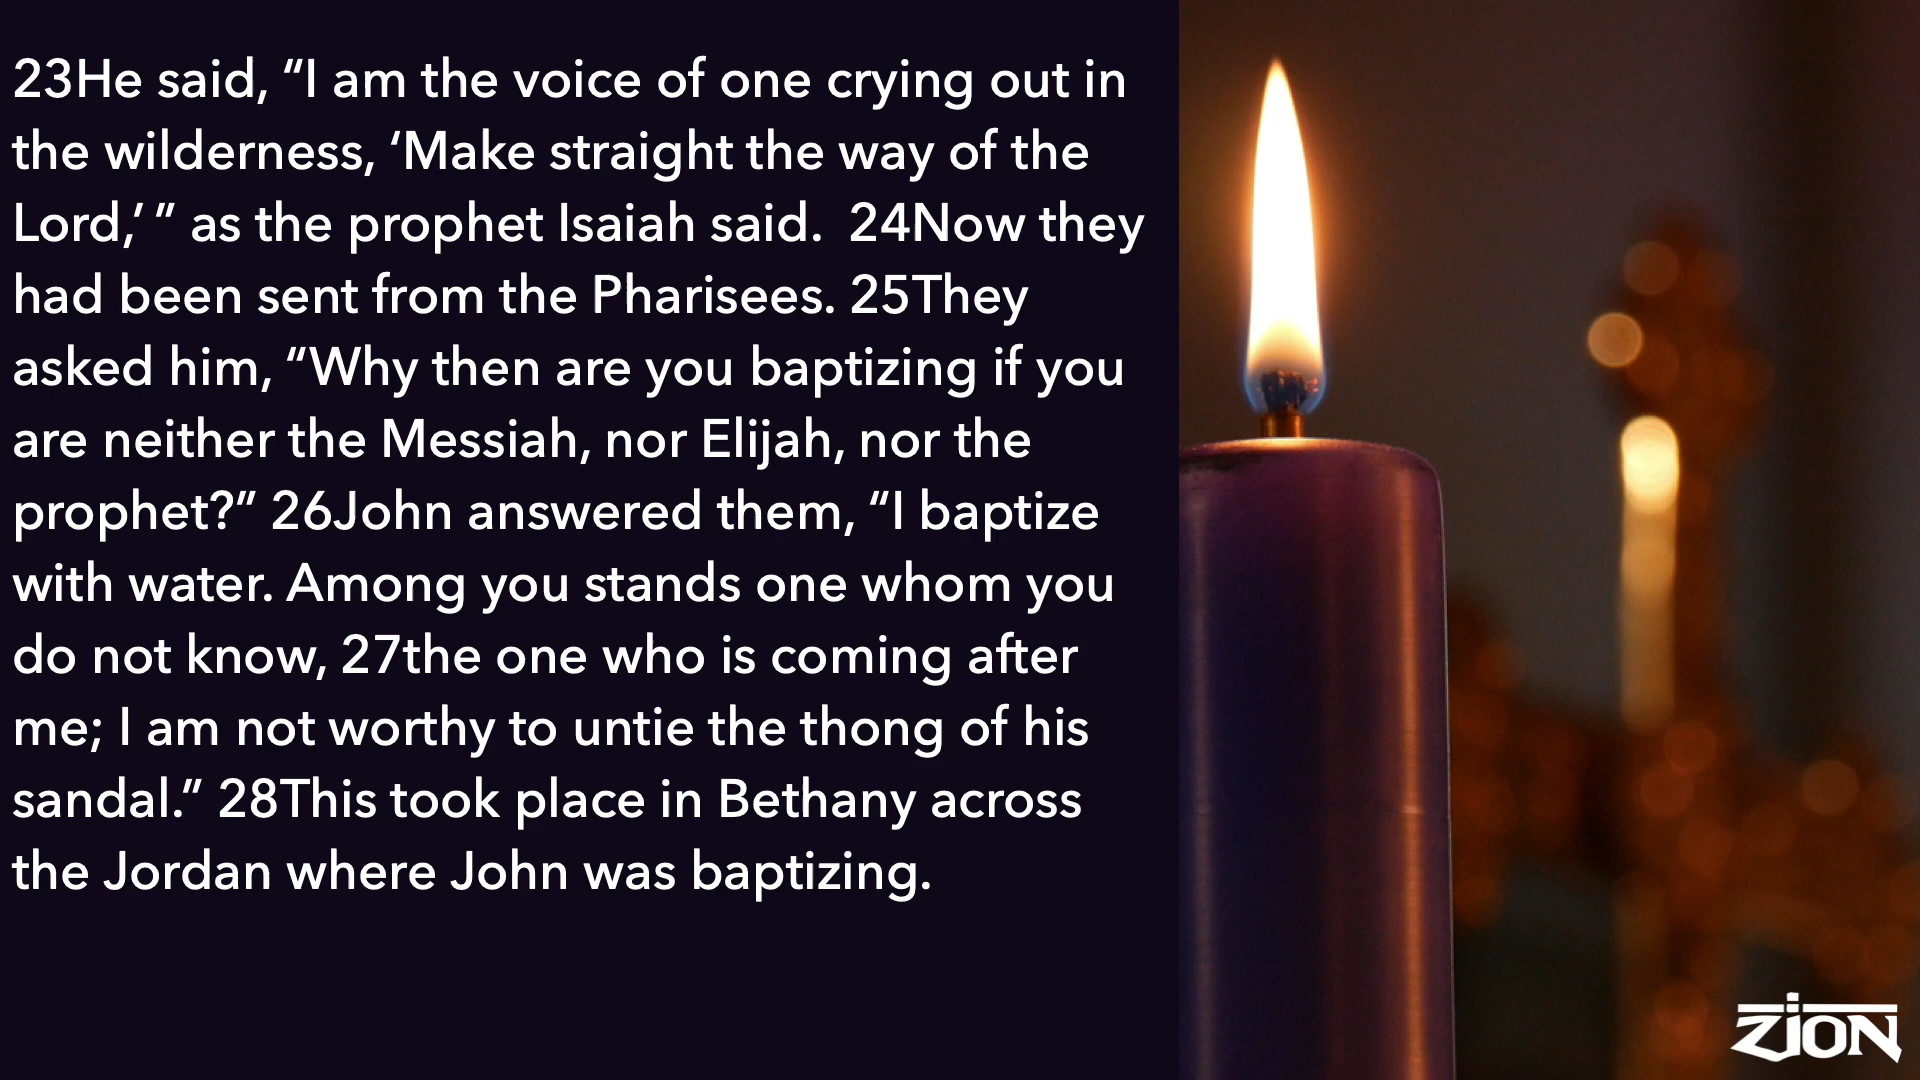 23He said, “I am the voice of one crying out in
the wilderness, ‘Make straight the way of the
Lord,’ ” as the prophet Isaiah said.  24Now they
had been sent from the Pharisees. 25They
asked him, “Why then are you baptizing if you
are neither the Messiah, nor Elijah, nor the
prophet?” 26John answered them, “I baptize
with water. Among you stands one whom you
do not know, 27the one who is coming after
me; I am not worthy to untie the thong of his
sandal.” 28This took place in Bethany across
the Jordan where John was baptizing.
ZION